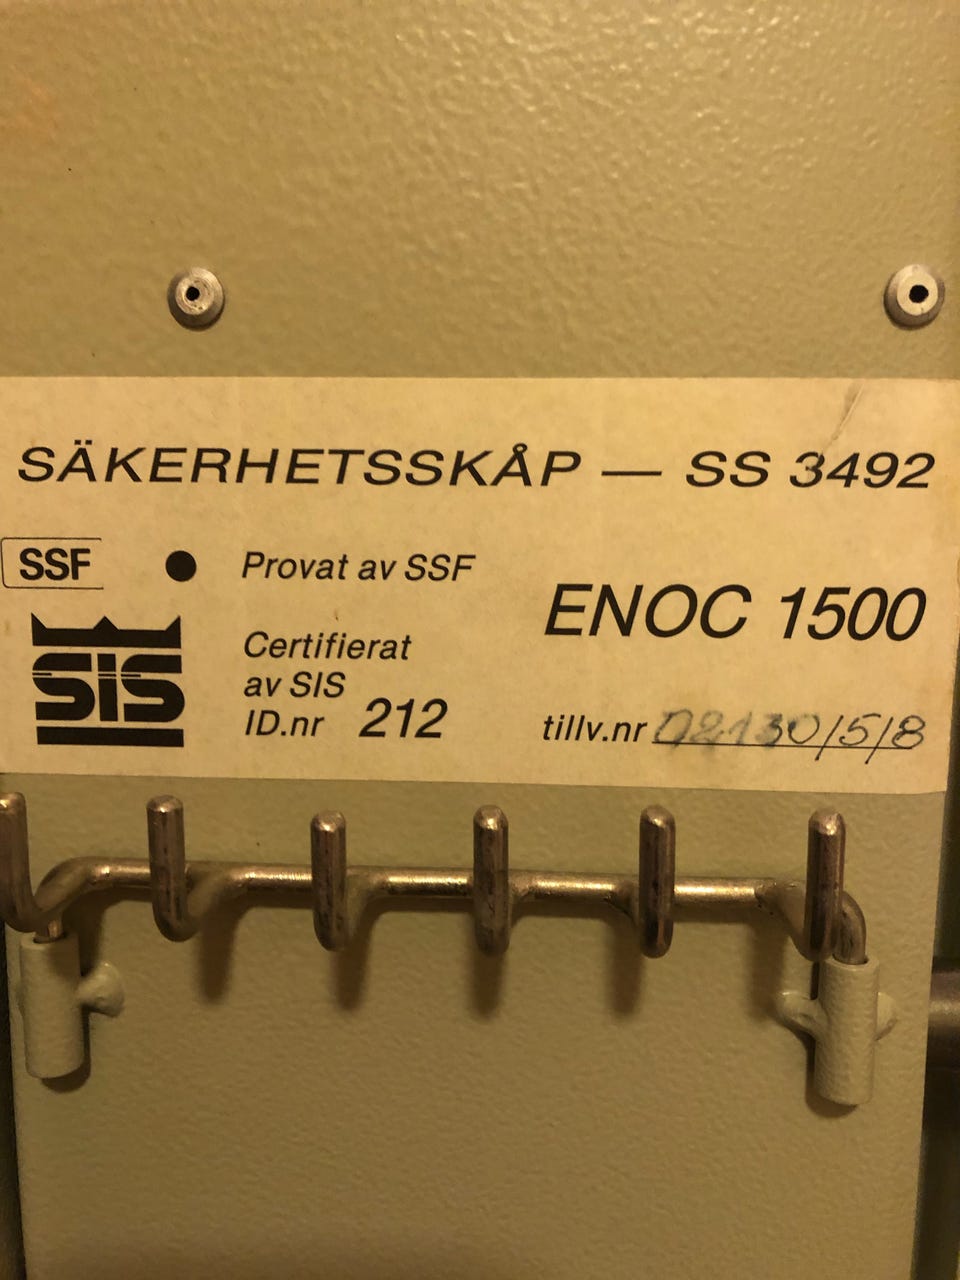 SÄKERHETSSKÅP — SS 3492
SSF ● Provat av SSF
ENOC 1500
SIS
Certifierat
av SIS
ID.nr 212
tillv.nr /5/8